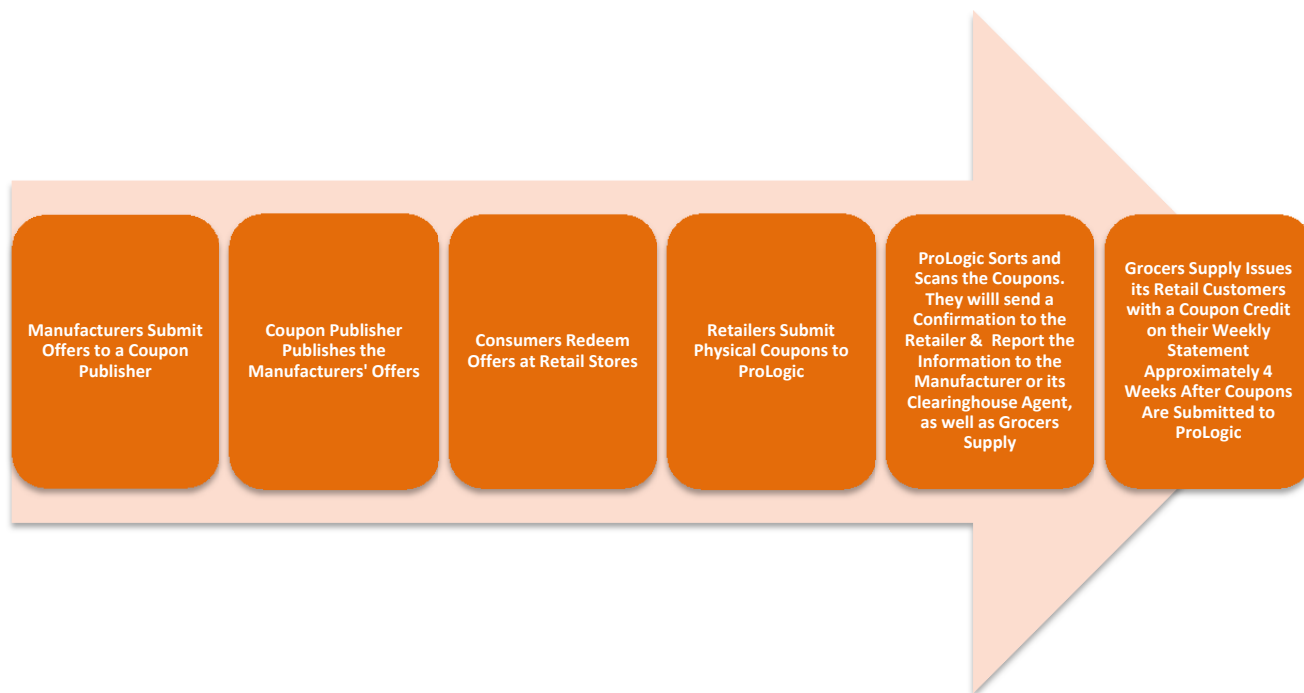 Manufacturers Submit
Offers to a Coupon
Publisher
Coupon Publisher
Publishes the
Manufacturers' Offers
Consumers Redeem
Offers at Retail Stores
Retailers Submit
Physical Coupons to
ProLogic
ProLogic Sorts and
Scans the Coupons.
They willl send a
Confirmation to the
Retailer & Report the
Information to the
Manufacturer or its
Clearinghouse Agent,
as well as Grocers
Supply
Grocers Supply Issues
its Retail Customers
with a Coupon Credit
on their Weekly
Statement
Approximately 4
Weeks After Coupons
Are Submitted to
ProLogic